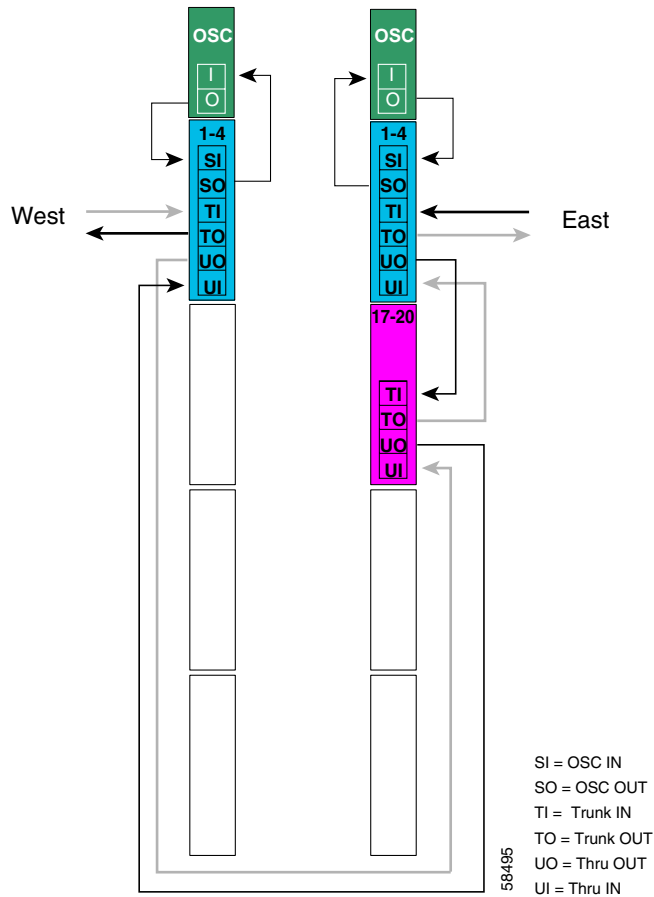 OSC
I
O
1-4
SI
SO
TI
TO
UO
UI
West
OSC
I
O
1-4
SI
SO
TI
TO
UO
UI
East
17-20
TI
TO
UO
UI
SI = OSC IN
SO = OSC OUT
TI = Trunk IN
TO = Trunk OUT
UO = Thru OUT
UI = Thru IN
58495